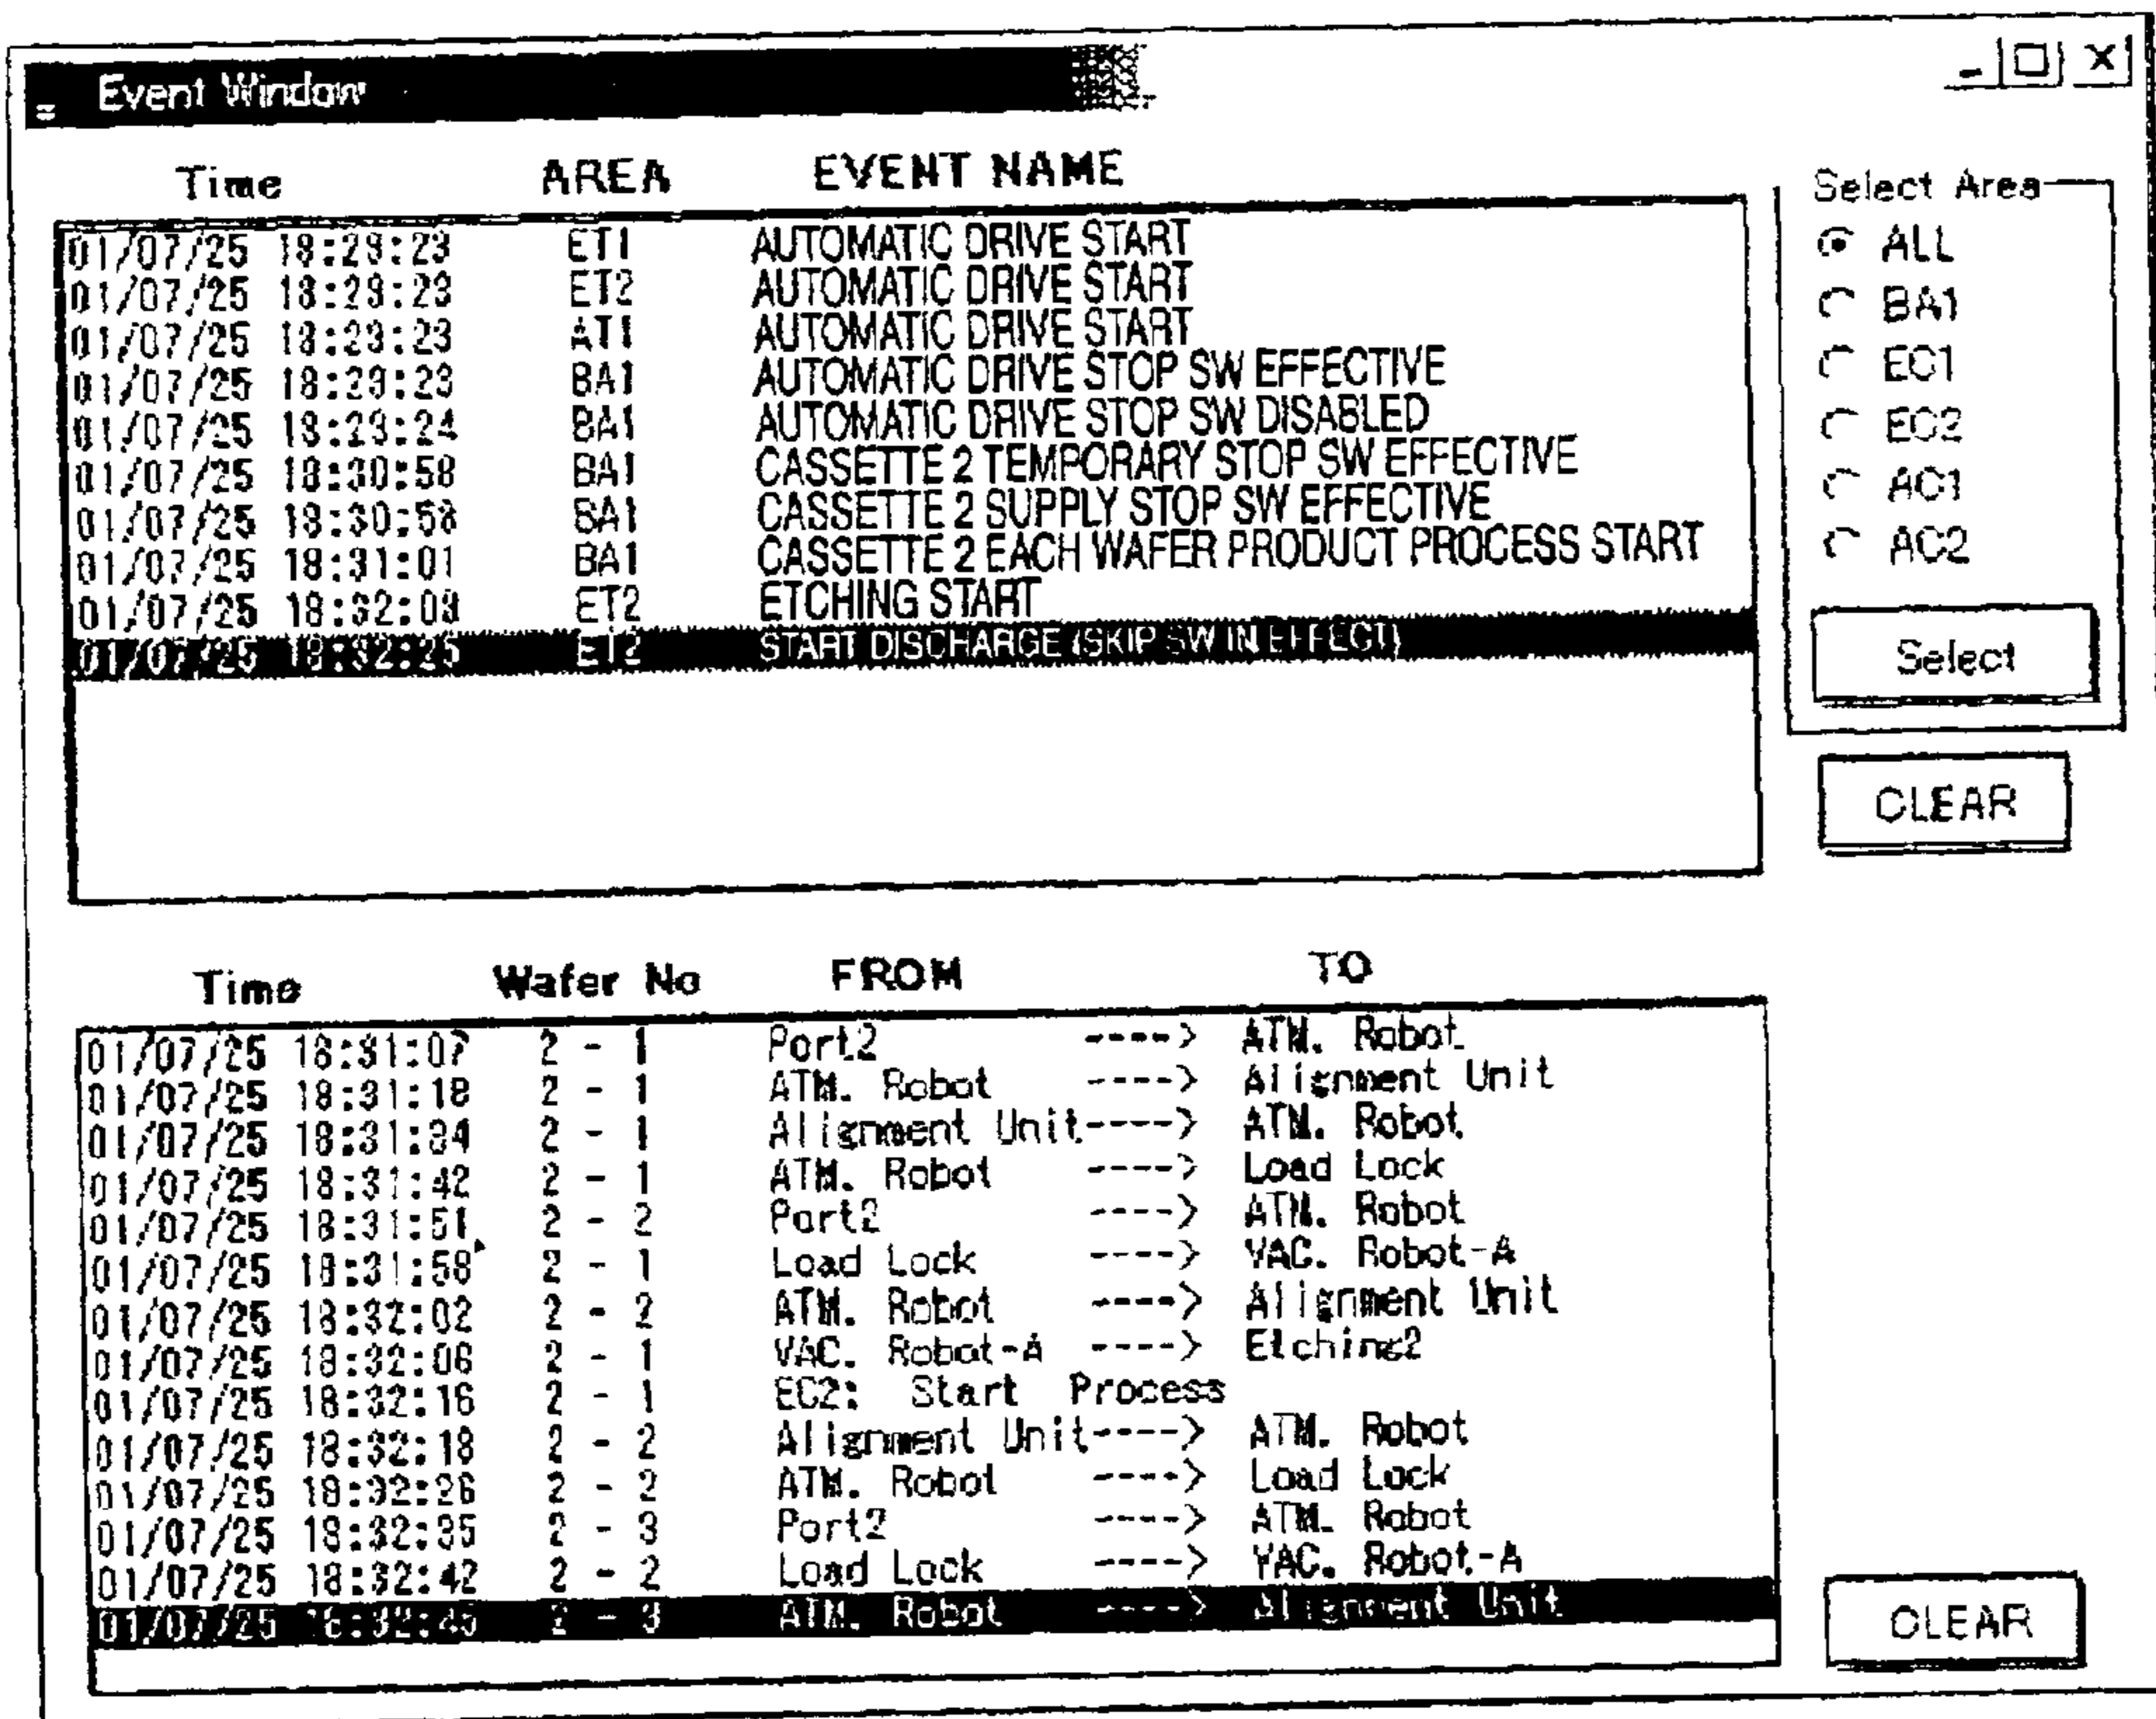 Event Window
Time AREA EVENT NAME
01/07/25 18:29:23 ET1 AUTOMATIC DRIVE START
01/07/25 18:29:23 ET2 AUTOMATIC DRIVE START
01/07/25 18:29:23 AT1 AUTOMATIC DRIVE START
01/07/25 18:29:23 BA1 AUTOMATIC DRIVE STOP SW EFFECTIVE
01/07/25 18:29:24 BA1 AUTOMATIC DRIVE STOP SW DISABLED
01/07/25 18:30:58 BA1 CASSETTE 2 TEMPORARY STOP SW EFFECTIVE
01/07/25 18:30:58 BA1 CASSETTE 2 SUPPLY STOP SW EFFECTIVE
01/07/25 18:31:01 BA1 CASSETTE 2 EACH WAFER PRODUCT PROCESS START
01/07/25 ET2 ETCHING START
01/07/25 18:32:25 ET2 START DISCHARGE (SKIP SW IN EFFECT)
Select Area
ALL
BA1
EC1
EC2
AC1
AC2
Select
CLEAR
Time Wafer No FROM TO
01/07/25 18:31:07 2 - 1 Port2 ----> ATM. Robot
01/07/25 18:31:18 2 - 1 ATM. Robot ----> Alignment Unit
01/07/25 18:31:34 2 - 1 Alignment Unit----> ATM. Robot
01/07/25 18:31:42 2 - 1 ATM. Robot ----> Load Lock
01/07/25 18:31:51 2 - 2 Port2 ----> ATM. Robot
01/07/25 18:31:58 2 - 1 Load Lock ----> VAC. Robot-A
01/07/25 18:32:02 2 - 2 ATM. Robot ----> Alignment Unit
01/07/25 18:32:06 2 - 1 VAC. Robot-A ----> Etching2
01/07/25 18:32:16 2 - 1 EC2: Start Process
01/07/25 18:32:18 2 - 2 Alignment Unit----> ATM. Robot
01/07/25 18:32:26 2 - 2 ATM. Robot ----> Load Lock
01/07/25 18:32:35 2 - 3 Port2 ----> ATM. Robot
01/07/25 18:32:42 2 - 2 Load Lock ----> VAC. Robot-A
01/07/25 18:32:45 2 - 3 ATM. Robot ----> Alignment Unit
CLEAR